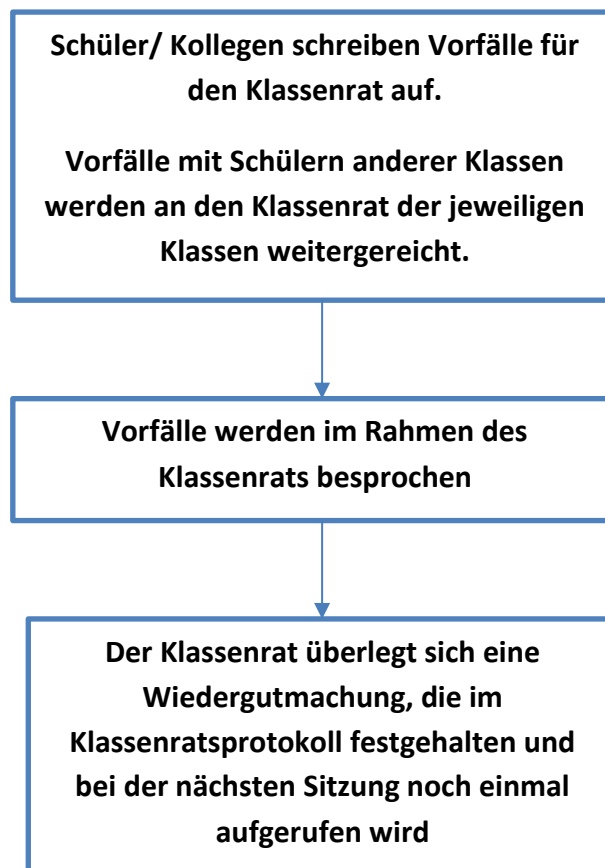 Schüler/ Kollegen schreiben Vorfälle für
den Klassenrat auf.
Vorfälle mit Schülern anderer Klassen
werden an den Klassenrat der jeweiligen
Klassen weitergereicht.
Vorfälle werden im Rahmen des
Klassenrats besprochen
Der Klassenrat überlegt sich eine
Wiedergutmachung, die im
Klassenratsprotokoll festgehalten und
bei der nächsten Sitzung noch einmal
aufgerufen wird